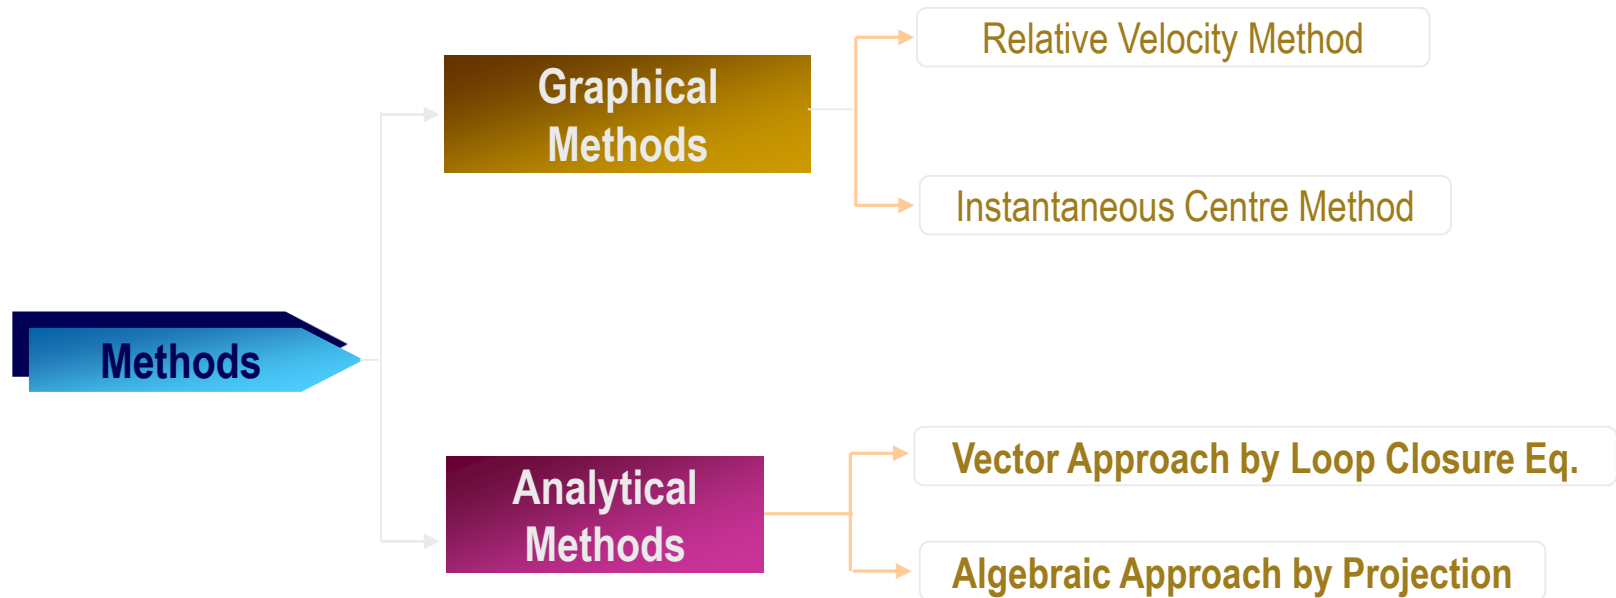 Relative Velocity Method
Graphical
Methods
Instantaneous Centre Method
Methods
Vector Approach by Loop Closure Eq.
Analytical
Methods
Algebraic Approach by Projection